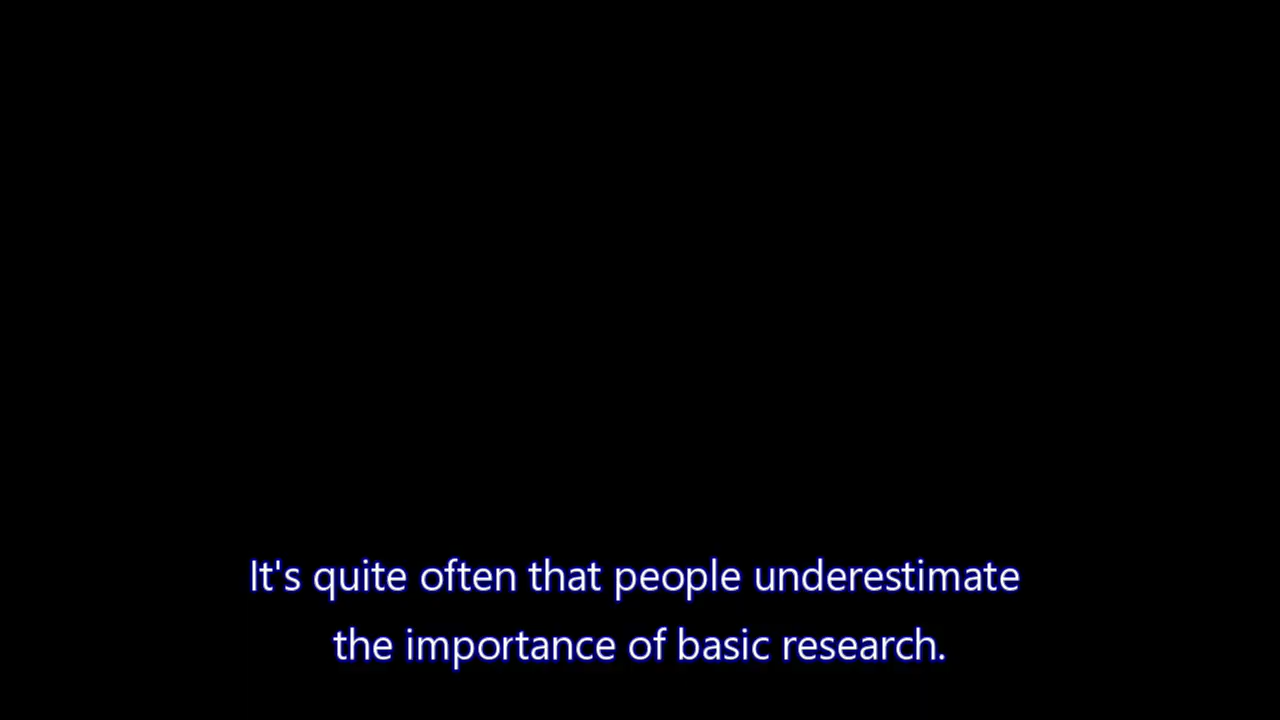 It's quite often that people underestimate
the importance of basic research.